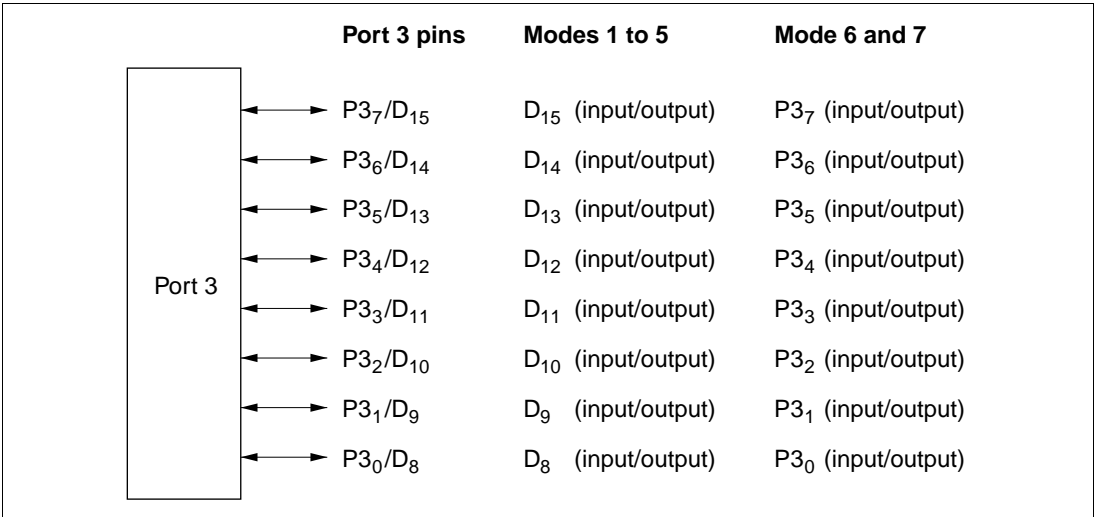 Port 3 pins Modes 1 to 5 Mode 6 and 7
P3₇/D₁₅ D₁₅ (input/output) P3₇ (input/output)
P3₆/D₁₄ D₁₄ (input/output) P3₆ (input/output)
P3₅/D₁₃ D₁₃ (input/output) P3₅ (input/output)
P3₄/D₁₂ D₁₂ (input/output) P3₄ (input/output)
Port 3
P3₃/D₁₁ D₁₁ (input/output) P3₃ (input/output)
P3₂/D₁₀ D₁₀ (input/output) P3₂ (input/output)
P3₁/D₉ D₉ (input/output) P3₁ (input/output)
P3₀/D₈ D₈ (input/output) P3₀ (input/output)